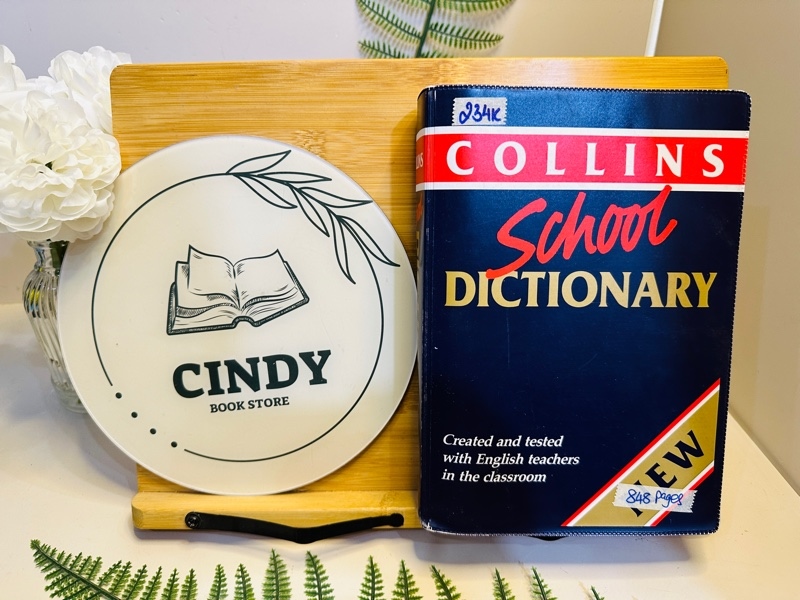 CINDY
BOOK STORE
234K
COLLINS
School
DICTIONARY
Created and tested
with English teachers
in the classroom
NEW
848 pages